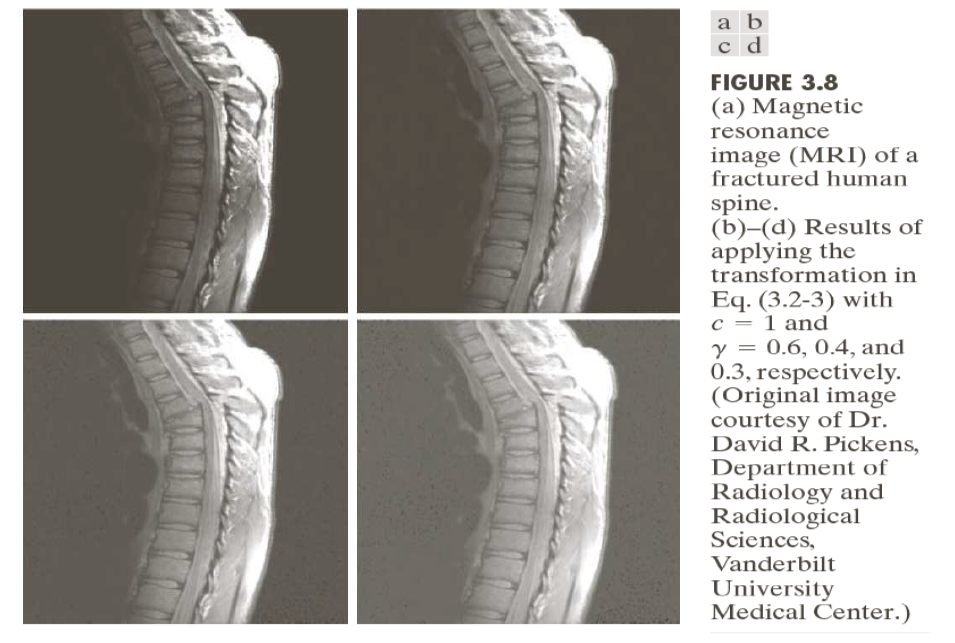 a b
c d
FIGURE 3.8
(a) Magnetic
resonance
image (MRI) of a
fractured human
spine.
(b)–(d) Results of
applying the
transformation in
Eq. (3.2-3) with
c = 1 and
γ = 0.6, 0.4, and
0.3, respectively.
(Original image
courtesy of Dr.
David R. Pickens,
Department of
Radiology and
Radiological
Sciences,
Vanderbilt
University
Medical Center.)